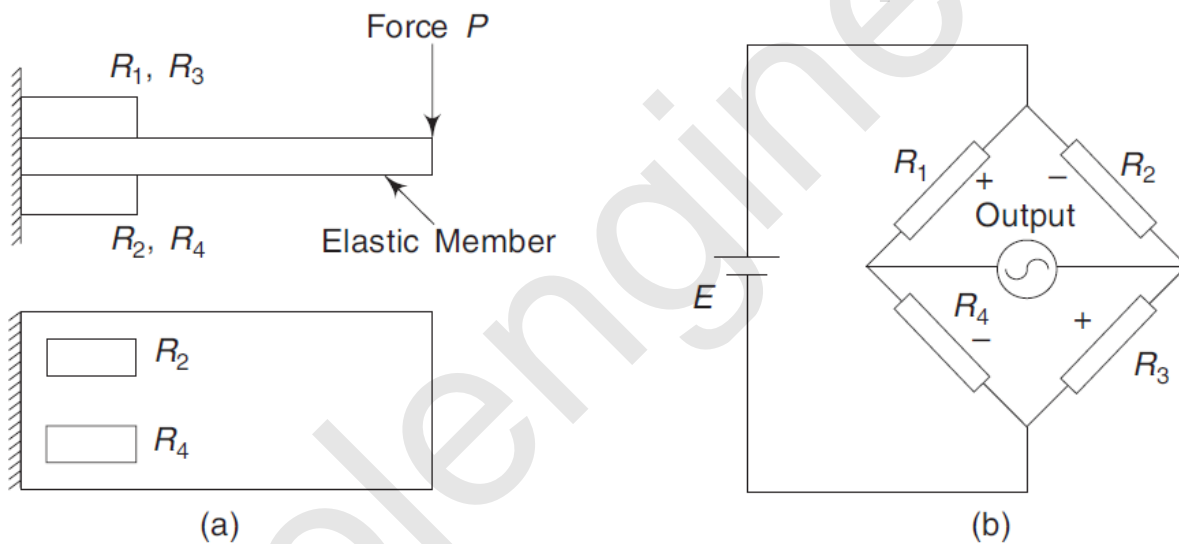 Force P
R1, R3
R2, R4
Elastic Member
R2
R4
(a)
E
R1
+
−
R2
Output
R4
−
+
R3
(b)